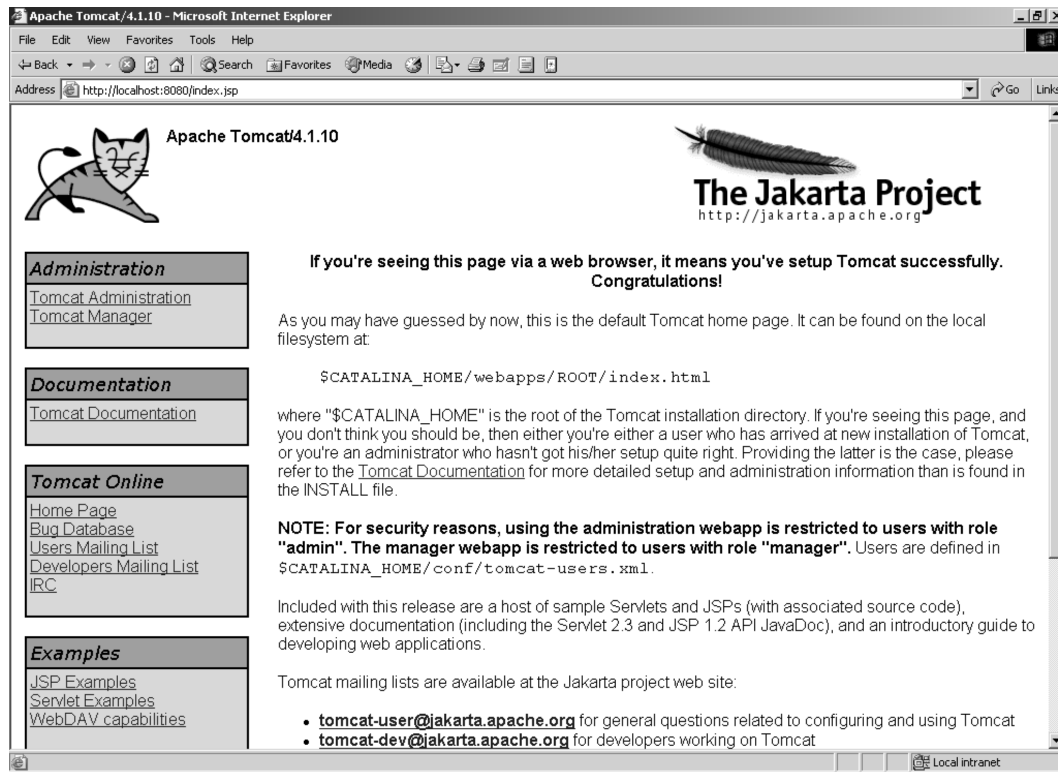 Apache Tomcat/4.1.10 - Microsoft Internet Explorer
File Edit View Favorites Tools Help
Back Search Favorites Media
Address http://localhost:8080/index.jsp Go Links
Apache Tomcat/4.1.10
The Jakarta Project
http://jakarta.apache.org
Administration
Tomcat Administration
Tomcat Manager
Documentation
Tomcat Documentation
Tomcat Online
Home Page
Bug Database
Users Mailing List
Developers Mailing List
IRC
Examples
JSP Examples
Servlet Examples
WebDAV capabilities
If you're seeing this page via a web browser, it means you've setup Tomcat successfully.
Congratulations!
As you may have guessed by now, this is the default Tomcat home page. It can be found on the local
filesystem at:
$CATALINA_HOME/webapps/ROOT/index.html
where "$CATALINA_HOME" is the root of the Tomcat installation directory. If you're seeing this page, and
you don't think you should be, then either you're either a user who has arrived at new installation of Tomcat,
or you're an administrator who hasn't got his/her setup quite right. Providing the latter is the case, please
refer to the Tomcat Documentation for more detailed setup and administration information than is found in
the INSTALL file.
NOTE: For security reasons, using the administration webapp is restricted to users with role
"admin". The manager webapp is restricted to users with role "manager". Users are defined in
$CATALINA_HOME/conf/tomcat-users.xml.
Included with this release are a host of sample Servlets and JSPs (with associated source code),
extensive documentation (including the Servlet 2.3 and JSP 1.2 API JavaDoc), and an introductory guide to
developing web applications.
Tomcat mailing lists are available at the Jakarta project web site:
• tomcat-user@jakarta.apache.org for general questions related to configuring and using Tomcat
• tomcat-dev@jakarta.apache.org for developers working on Tomcat
Local intranet